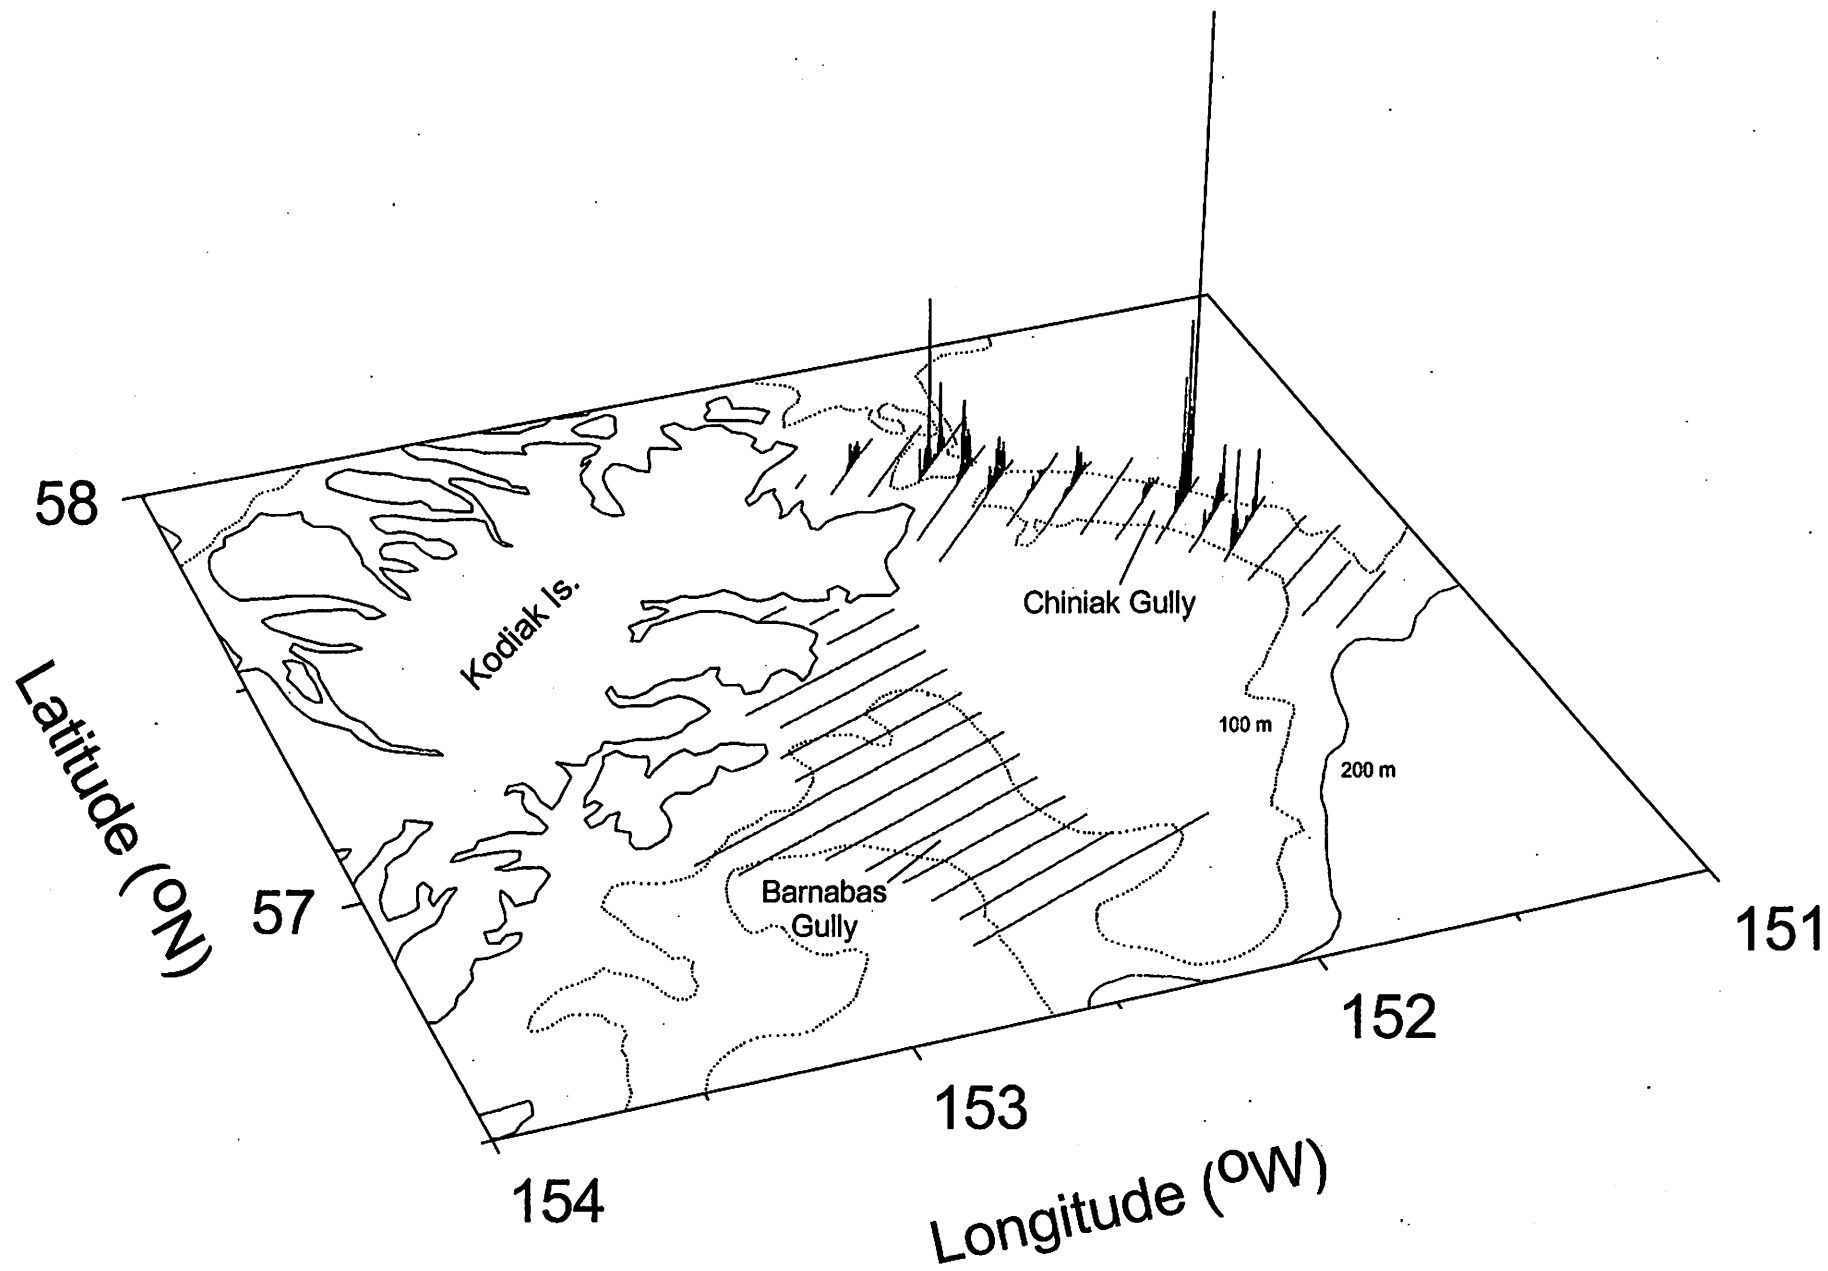 58
Kodiak Is.
Chiniak Gully
Latitude (ºN)
100 m
200 m
57
Barnabas
Gully
151
152
153
154
Longitude (ºW)